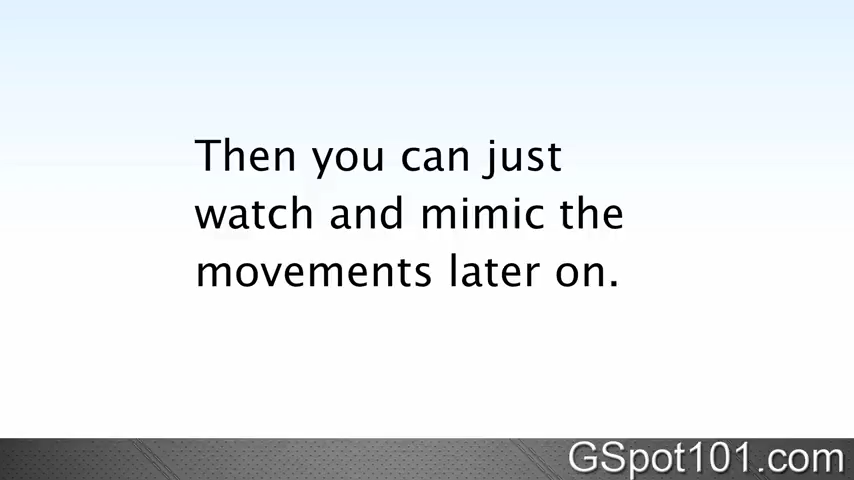 Then you can just
watch and mimic the
movements later on.
GSpot101.com